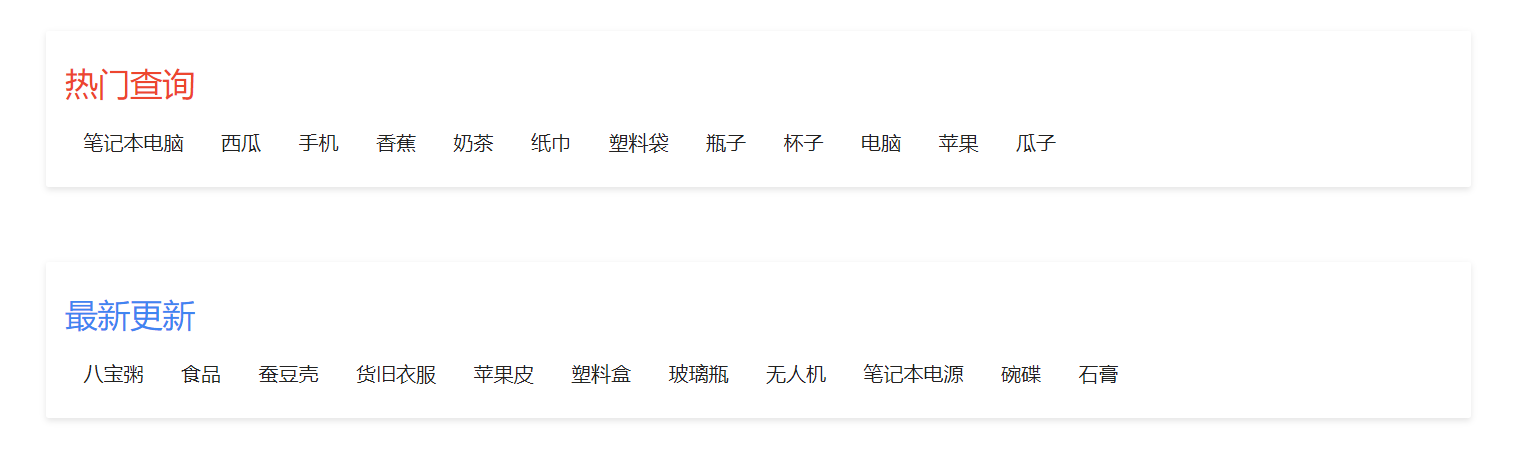 热门查询
笔记本电脑 西瓜 手机 香蕉 奶茶 纸巾 塑料袋 瓶子 杯子 电脑 苹果 瓜子
最新更新
八宝粥 食品 蚕豆壳 货旧衣服 苹果皮 塑料盒 玻璃瓶 无人机 笔记本电源 碗碟 石膏